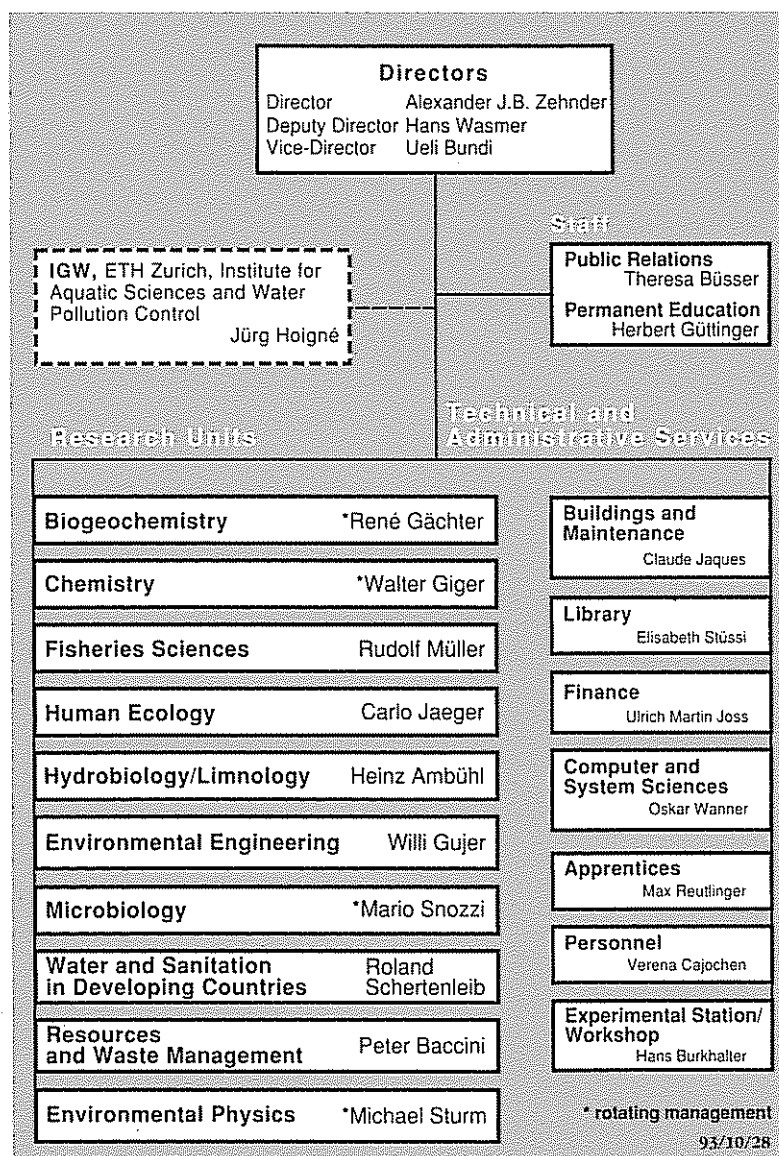 Directors
Director Alexander J.B. Zehnder
Deputy Director Hans Wasmer
Vice-Director Ueli Bundi
IGW, ETH Zurich, Institute for
Aquatic Sciences and Water
Pollution Control
Jürg Hoigné
Staff
Public Relations
Theresa Büsser
Permanent Education
Herbert Güttinger
Research Units
Biogeochemistry *René Gächter
Chemistry *Walter Giger
Fisheries Sciences Rudolf Müller
Human Ecology Carlo Jaeger
Hydrobiology/Limnology Heinz Ambühl
Environmental Engineering Willi Gujer
Microbiology *Mario Snozzi
Water and Sanitation Roland
in Developing Countries Schertenleib
Resources
and Waste Management Peter Baccini
Environmental Physics *Michael Sturm
Technical and
Administrative Services
Buildings and
Maintenance
Claude Jaques
Library
Elisabeth Stüssi
Finance
Ulrich Martin Joss
Computer and
System Sciences
Oskar Wanner
Apprentices
Max Reutlinger
Personnel
Verena Cajochen
Experimental Station/
Workshop
Hans Burkhalter
* rotating management
93/10/28